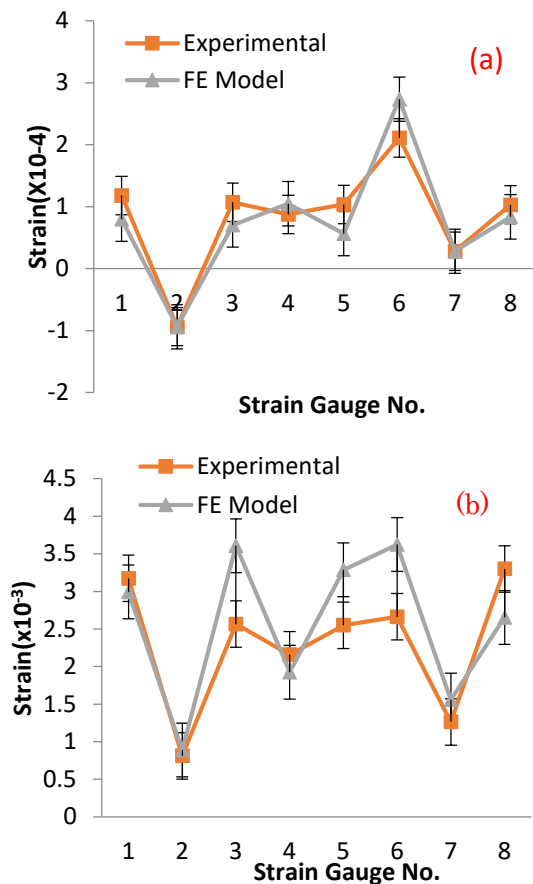 4
Experimental
(a)
FE Model
3
2
1
0
-1
-2
Strain(X10-4)
1 2 3 4 5 6 7 8
Strain Gauge No.
4.5
Experimental
(b)
4
FE Model
3.5
3
2.5
2
1.5
1
0.5
0
Strain(x10⁻³)
1 2 3 4 5 6 7 8
Strain Gauge No.